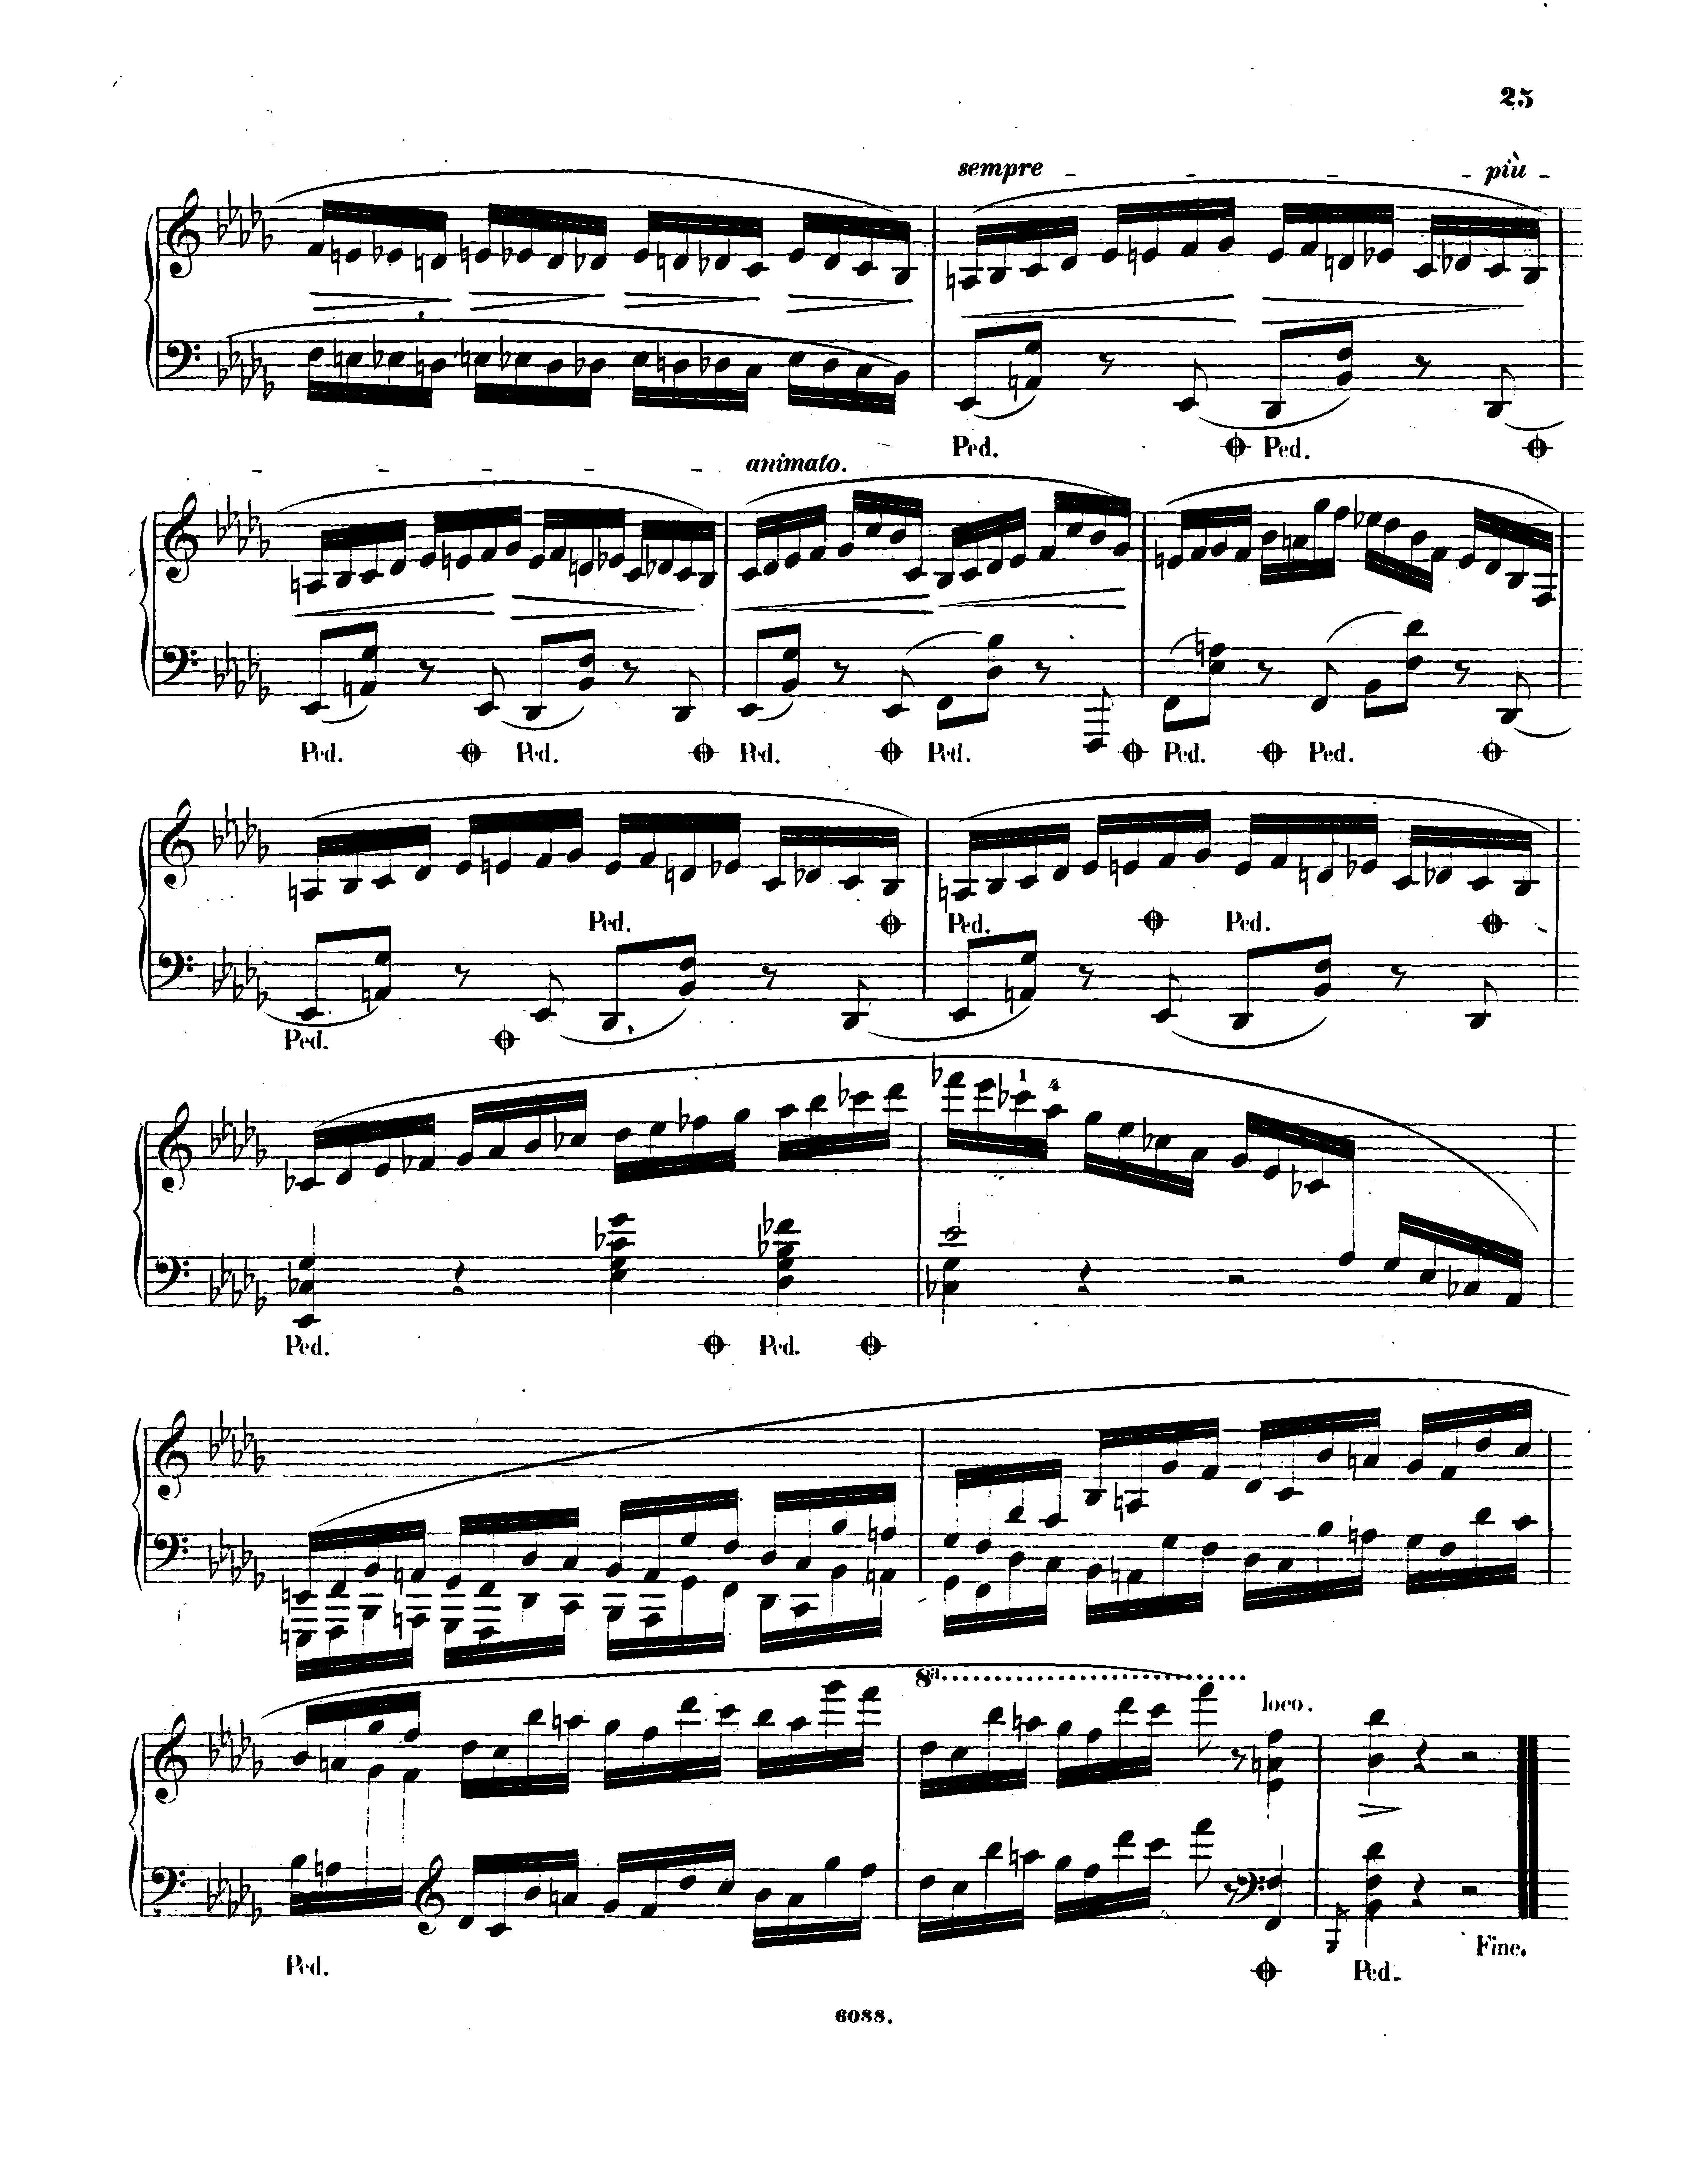 25
sempre - - - - più -
- - - - - animato.
Ped. Ped.
Ped. Ped. Ped. Ped. Ped. Ped.
Ped. Ped. Ped.
Ped.
1 4
Ped. Ped.
8a loco.
Fine.
Ped. Ped.
6088.